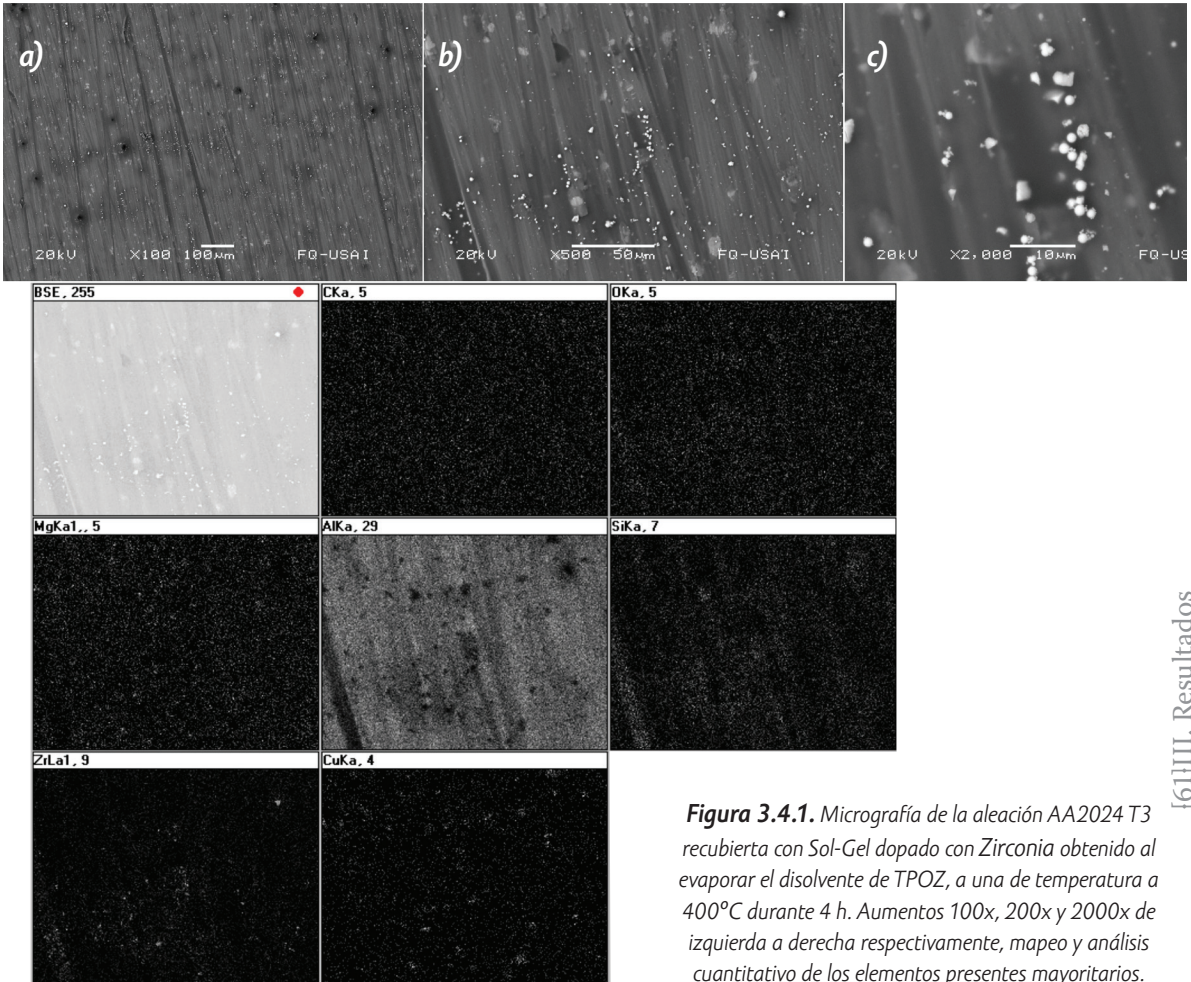 a)
20kV X100 100µm FQ-USAI
b)
20kV X500 50µm FQ-USAI
c)
20kV X2,000 10µm FQ-US
BSE, 255
CKa, 5
OKa, 5
MgKa1,, 5
AlKa, 29
SiKa, 7
ZrLa1, 9
CuKa, 4
Figura 3.4.1. Micrografía de la aleación AA2024 T3
recubierta con Sol-Gel dopado con Zirconia obtenido al
evaporar el disolvente de TPOZ, a una de temperatura a
400°C durante 4 h. Aumentos 100x, 200x y 2000x de
izquierda a derecha respectivamente, mapeo y análisis
cuantitativo de los elementos presentes mayoritarios.
[61]III. Resultados